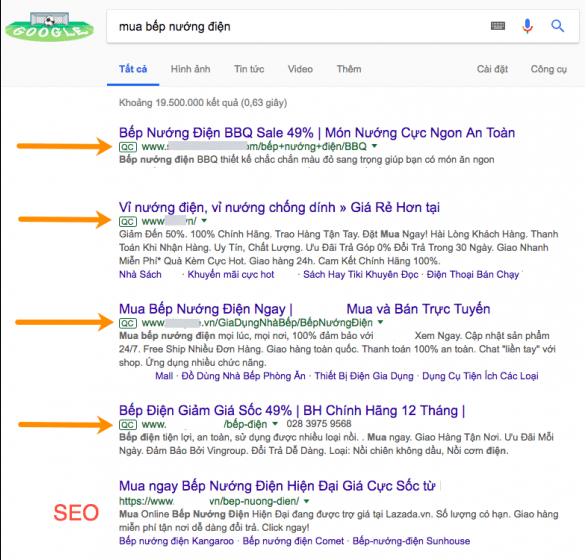 GOOGLE
mua bếp nướng điện
Tất cả Hình ảnh Tin tức Video Thêm Cài đặt Công cụ
Khoảng 19.500.000 kết quả (0,63 giây)
Bếp Nướng Điện BBQ Sale 49% | Món Nướng Cực Ngon An Toàn
QC www.s om/bếp+nướng+điện/BBQ
Bếp nướng điện BBQ thiết kế chắc chắn màu đỏ sang trọng giúp bạn có món ăn ngon
Vỉ nướng điện, vỉ nướng chống dính » Giá Rẻ Hơn tại
QC www n/
Giảm Đến 50%. 100% Chính Hãng. Trao Hàng Tận Tay. Đặt Mua Ngay! Hài Lòng Khách Hàng. Thanh
Toán Khi Nhận Hàng. Uy Tín, Chất Lượng. Ưu Đãi Trả Góp 0% Đổi Trả Trong 30 Ngày. Giao Nhanh
Miễn Phí* Quà Kèm Cực Hot. Giao hàng 24h. Cam Kết Chính Hãng 100%.
Nhà Sách · Khuyến mãi cực hot · Sách Hay Tiki Khuyên Đọc · Điện Thoại Bán Chạy
Mua Bếp Nướng Điện Ngay | Mua và Bán Trực Tuyến
QC www. e.vn/GiaDụngNhàBếp/BếpNướngĐiện
Mua bếp nướng điện mọi lúc, mọi nơi, 100% đảm bảo với Xem Ngay. Cập nhật sản phẩm
24/7. Free Ship Nhiều Đơn Hàng. Giao hàng toàn quốc. Thanh toán 100% an toàn. Chat "liền tay" với
shop. Ứng dụng nhiều chức năng.
Mall · Đồ Dùng Nhà Bếp Phòng Ăn · Thiết Bị Điện Gia Dụng · Dụng Cụ Tiện Ích Các Loại
Bếp Điện Giảm Giá Sốc 49% | BH Chính Hãng 12 Tháng |
QC www. /bếp-điện 028 3975 9568
Bếp điện tiện lợi, an toàn, sử dụng được nhiều loại nồi. . Mua ngay. Giao Hàng Tận Nơi. Ưu Đãi Mỗi
Ngày. Đảm Bảo Bởi Vingroup. Đổi Trả Dễ Dàng. Loại: Nồi chiên không dầu, Nồi cơm điện.
Mua ngay Bếp Nướng Điện Hiện Đại Giá Cực Sốc từ
SEO https://www. vn/bep-nuong-dien/
Mua Online Bếp Nướng Điện Hiện Đại đang được trợ giá tại Lazada.vn. Số lượng có hạn. Giao hàng
miễn phí tận nơi dễ dàng đổi trả. Click ngay!
Bếp nướng điện Kangaroo · Bếp nướng điện Comet · Bếp-nướng-điện Sunhouse